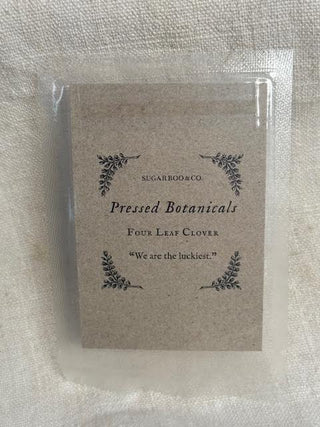 SUGARBOO&CO.
Pressed Botanicals
FOUR LEAF CLOVER
“We are the luckiest.”